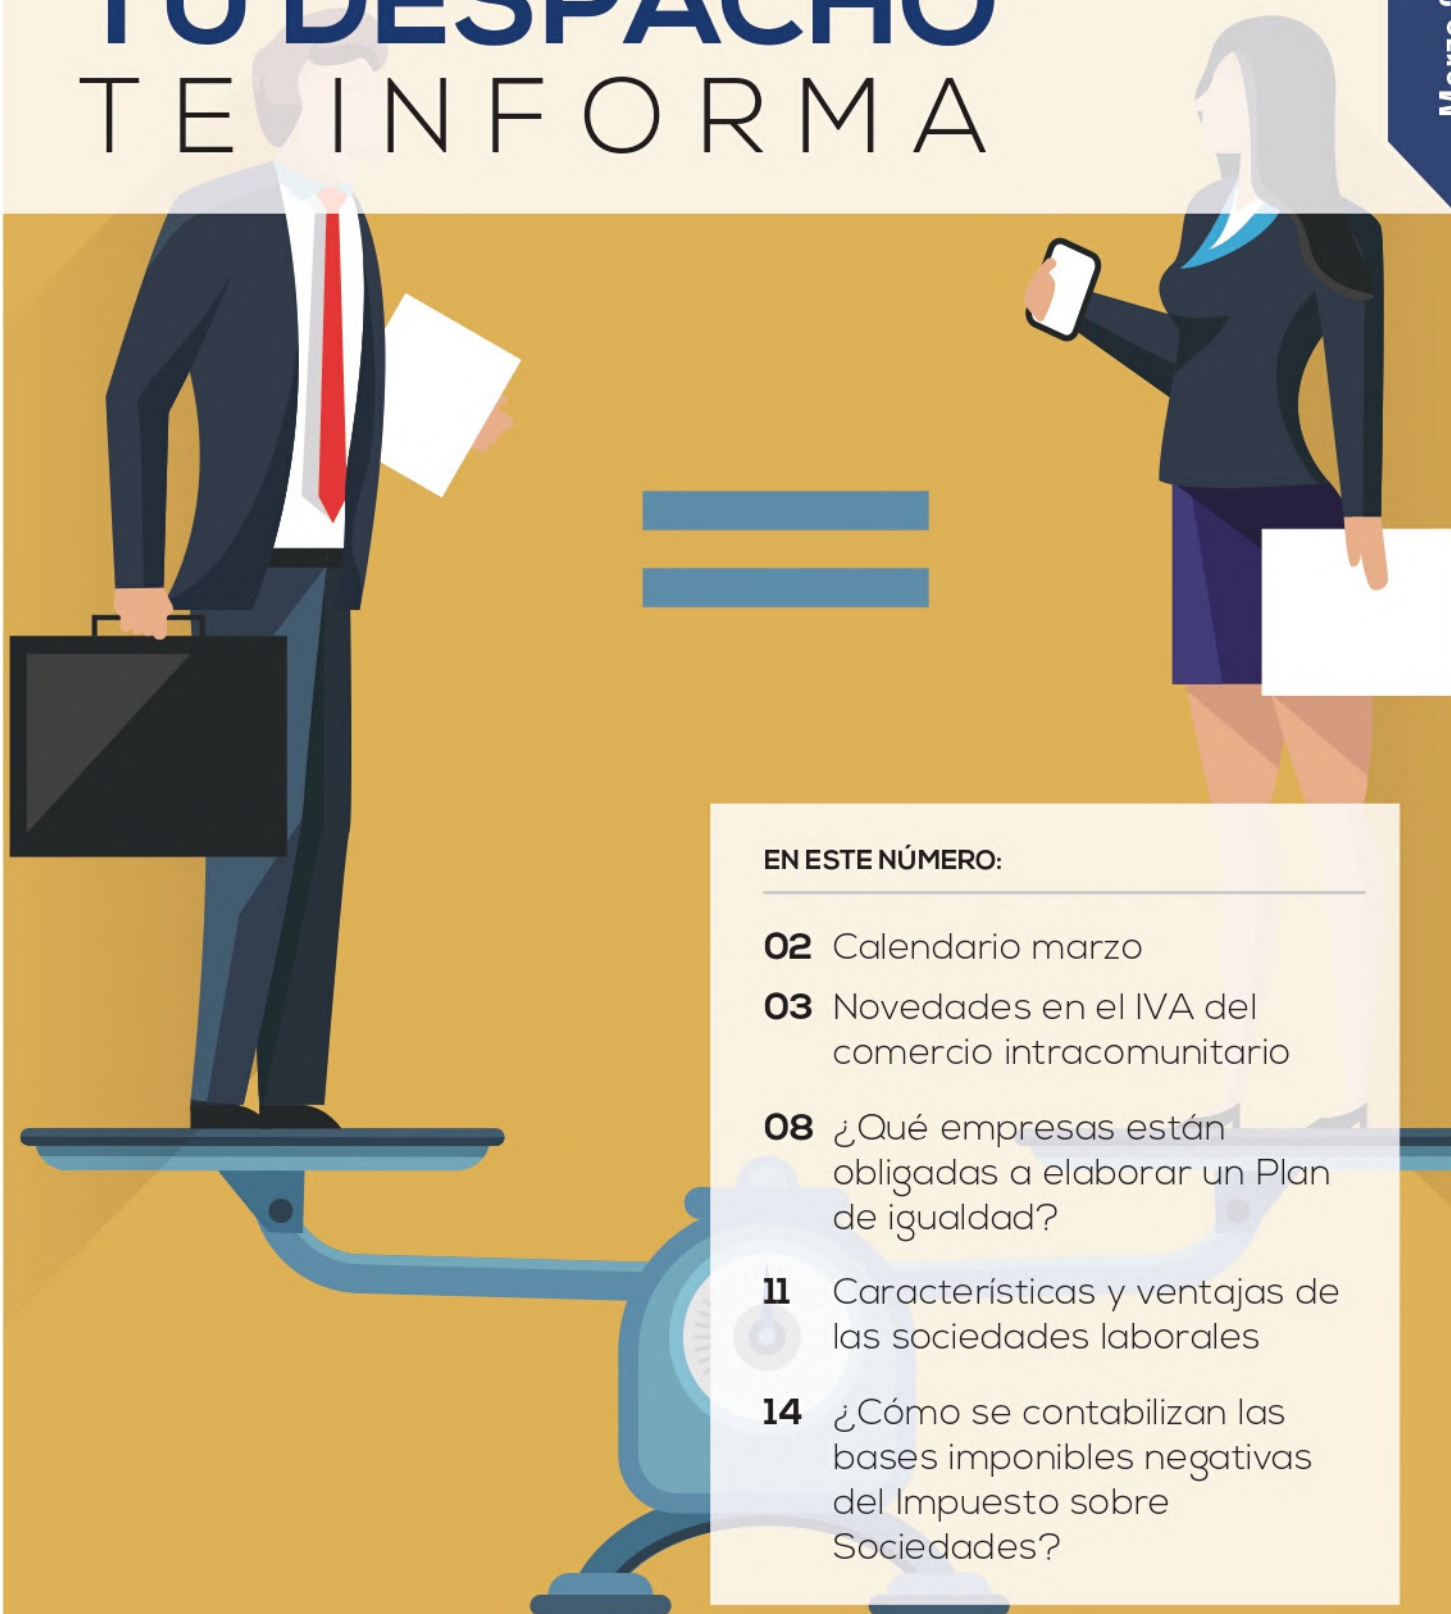 TU DESPACHO
TE INFORMA
Marzo
EN ESTE NÚMERO:
02 Calendario marzo
03 Novedades en el IVA del
comercio intracomunitario
08 ¿Qué empresas están
obligadas a elaborar un Plan
de igualdad?
11 Características y ventajas de
las sociedades laborales
14 ¿Cómo se contabilizan las
bases imponibles negativas
del Impuesto sobre
Sociedades?